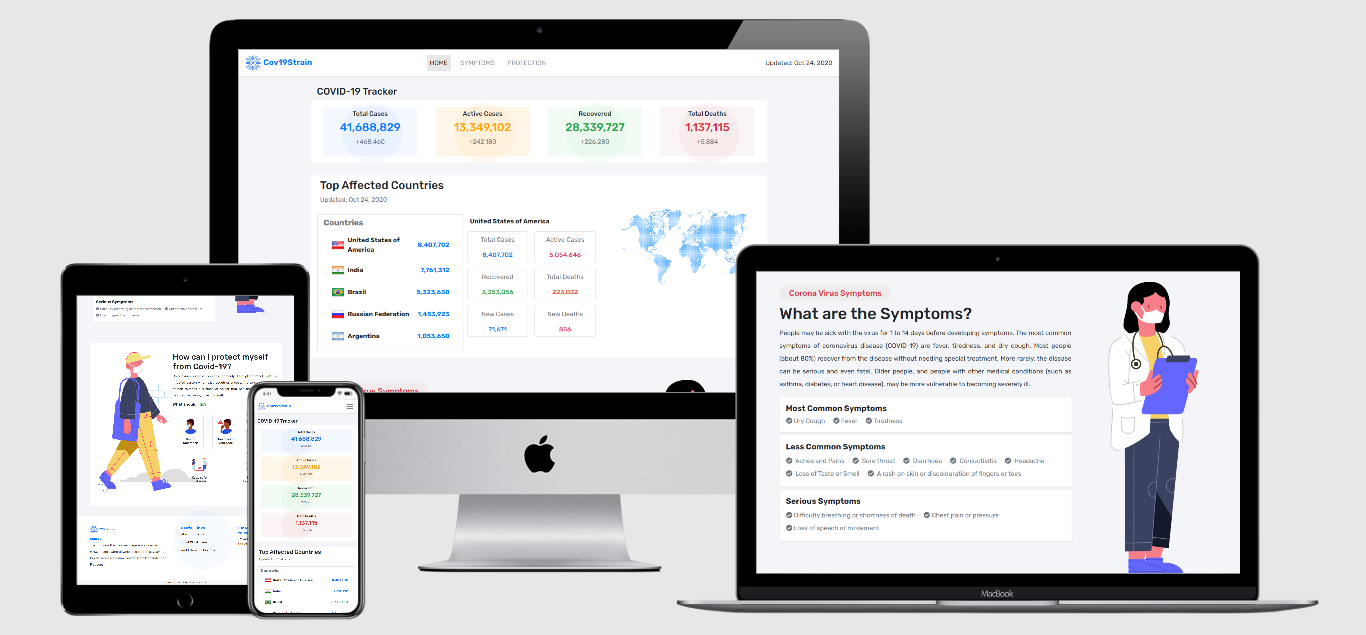 Cov19Strain
HOME SYMPTOMS PROTECTION
Updated: Oct 24, 2020
COVID-19 Tracker
Total Cases
41,688,829
+468,460
Active Cases
13,349,102
+242,180
Recovered
28,339,727
+226,280
Total Deaths
1,137,115
+5,884
Top Affected Countries
Updated: Oct 24, 2020
Countries
United States of
America
8,407,702
India 7,761,312
Brazil 5,323,630
Russian Federation 1,453,923
Argentina 1,053,650
United States of America
Total Cases
8,407,702
Active Cases
5,054,646
Recovered
3,353,056
Total Deaths
223,032
New Cases
71,671
New Deaths
856
Symptoms
Serious Symptom
How can I protect myself
from Covid-19?
COVID-19 Tracker
41,688,829
13,349,102
28,339,727
1,137,115
Top Affected Countries
Countries
India
Brazil
Corona Virus Symptoms
What are the Symptoms?
People may be sick with the virus for 1 to 14 days before developing symptoms. The most common
symptoms of coronavirus disease (COVID-19) are fever, tiredness, and dry cough. Most people
(about 80%) recover from the disease without needing special treatment. More rarely, the disease
can be serious and even fatal. Older people, and people with other medical conditions (such as
asthma, diabetes, or heart disease), may be more vulnerable to becoming severely ill.
Most Common Symptoms
Dry Cough Fever Tiredness
Less Common Symptoms
Aches and Pains Sore throat Diarrhoea Conjuctivitis Headache
Loss of Taste or Smell A rash on skin or discolouration of fingers or toes
Serious Symptoms
Difficulty breathing or shortness of death Chest pain or pressure
Loss of speech or movement
MacBook